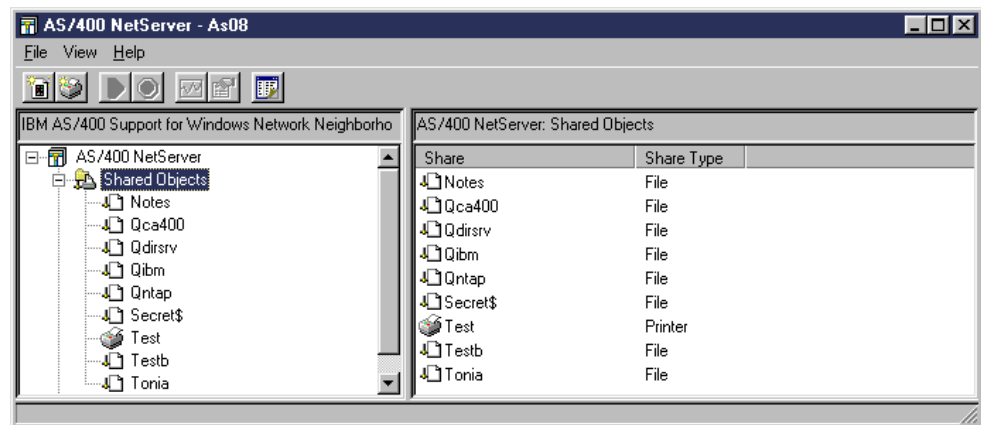 AS/400 NetServer - As08
File View Help
IBM AS/400 Support for Windows Network Neighborho
AS/400 NetServer: Shared Objects
AS/400 NetServer
Shared Objects
Notes
Qca400
Qdirsrv
Qibm
Qntap
Secret$
Test
Testb
Tonia
Share Share Type
Notes File
Qca400 File
Qdirsrv File
Qibm File
Qntap File
Secret$ File
Test Printer
Testb File
Tonia File